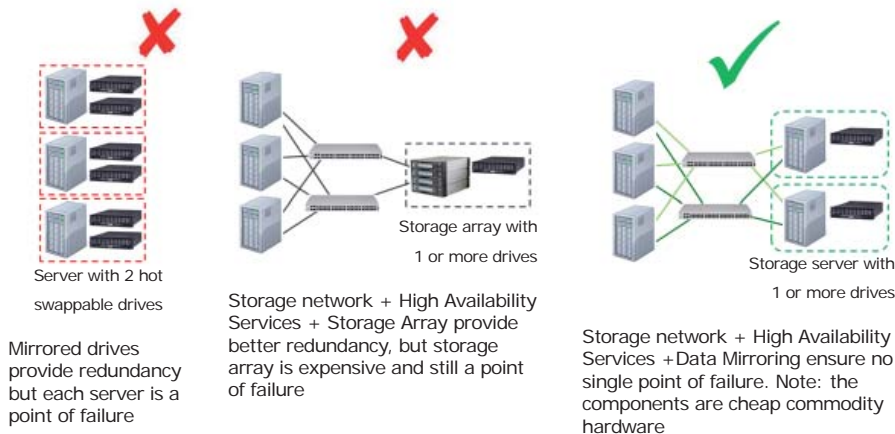 Server with 2 hot
swappable drives
Mirrored drives
provide redundancy
but each server is a
point of failure
Storage array with
1 or more drives
Storage network + High Availability
Services + Storage Array provide
better redundancy, but storage
array is expensive and still a point
of failure
Storage server with
1 or more drives
Storage network + High Availability
Services +Data Mirroring ensure no
single point of failure. Note: the
components are cheap commodity
hardware